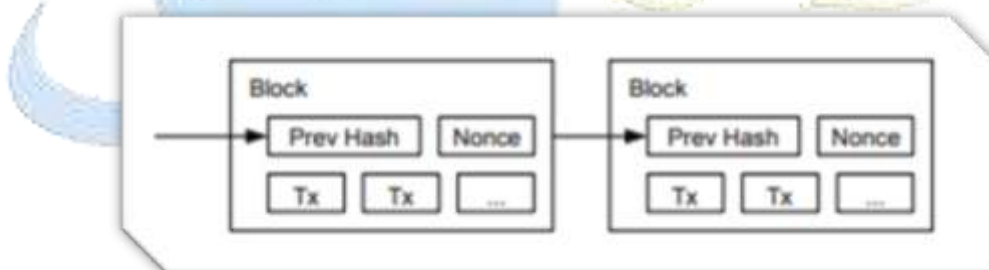 Block Block
Prev Hash Nonce Prev Hash Nonce
Tx Tx ... Tx Tx ...